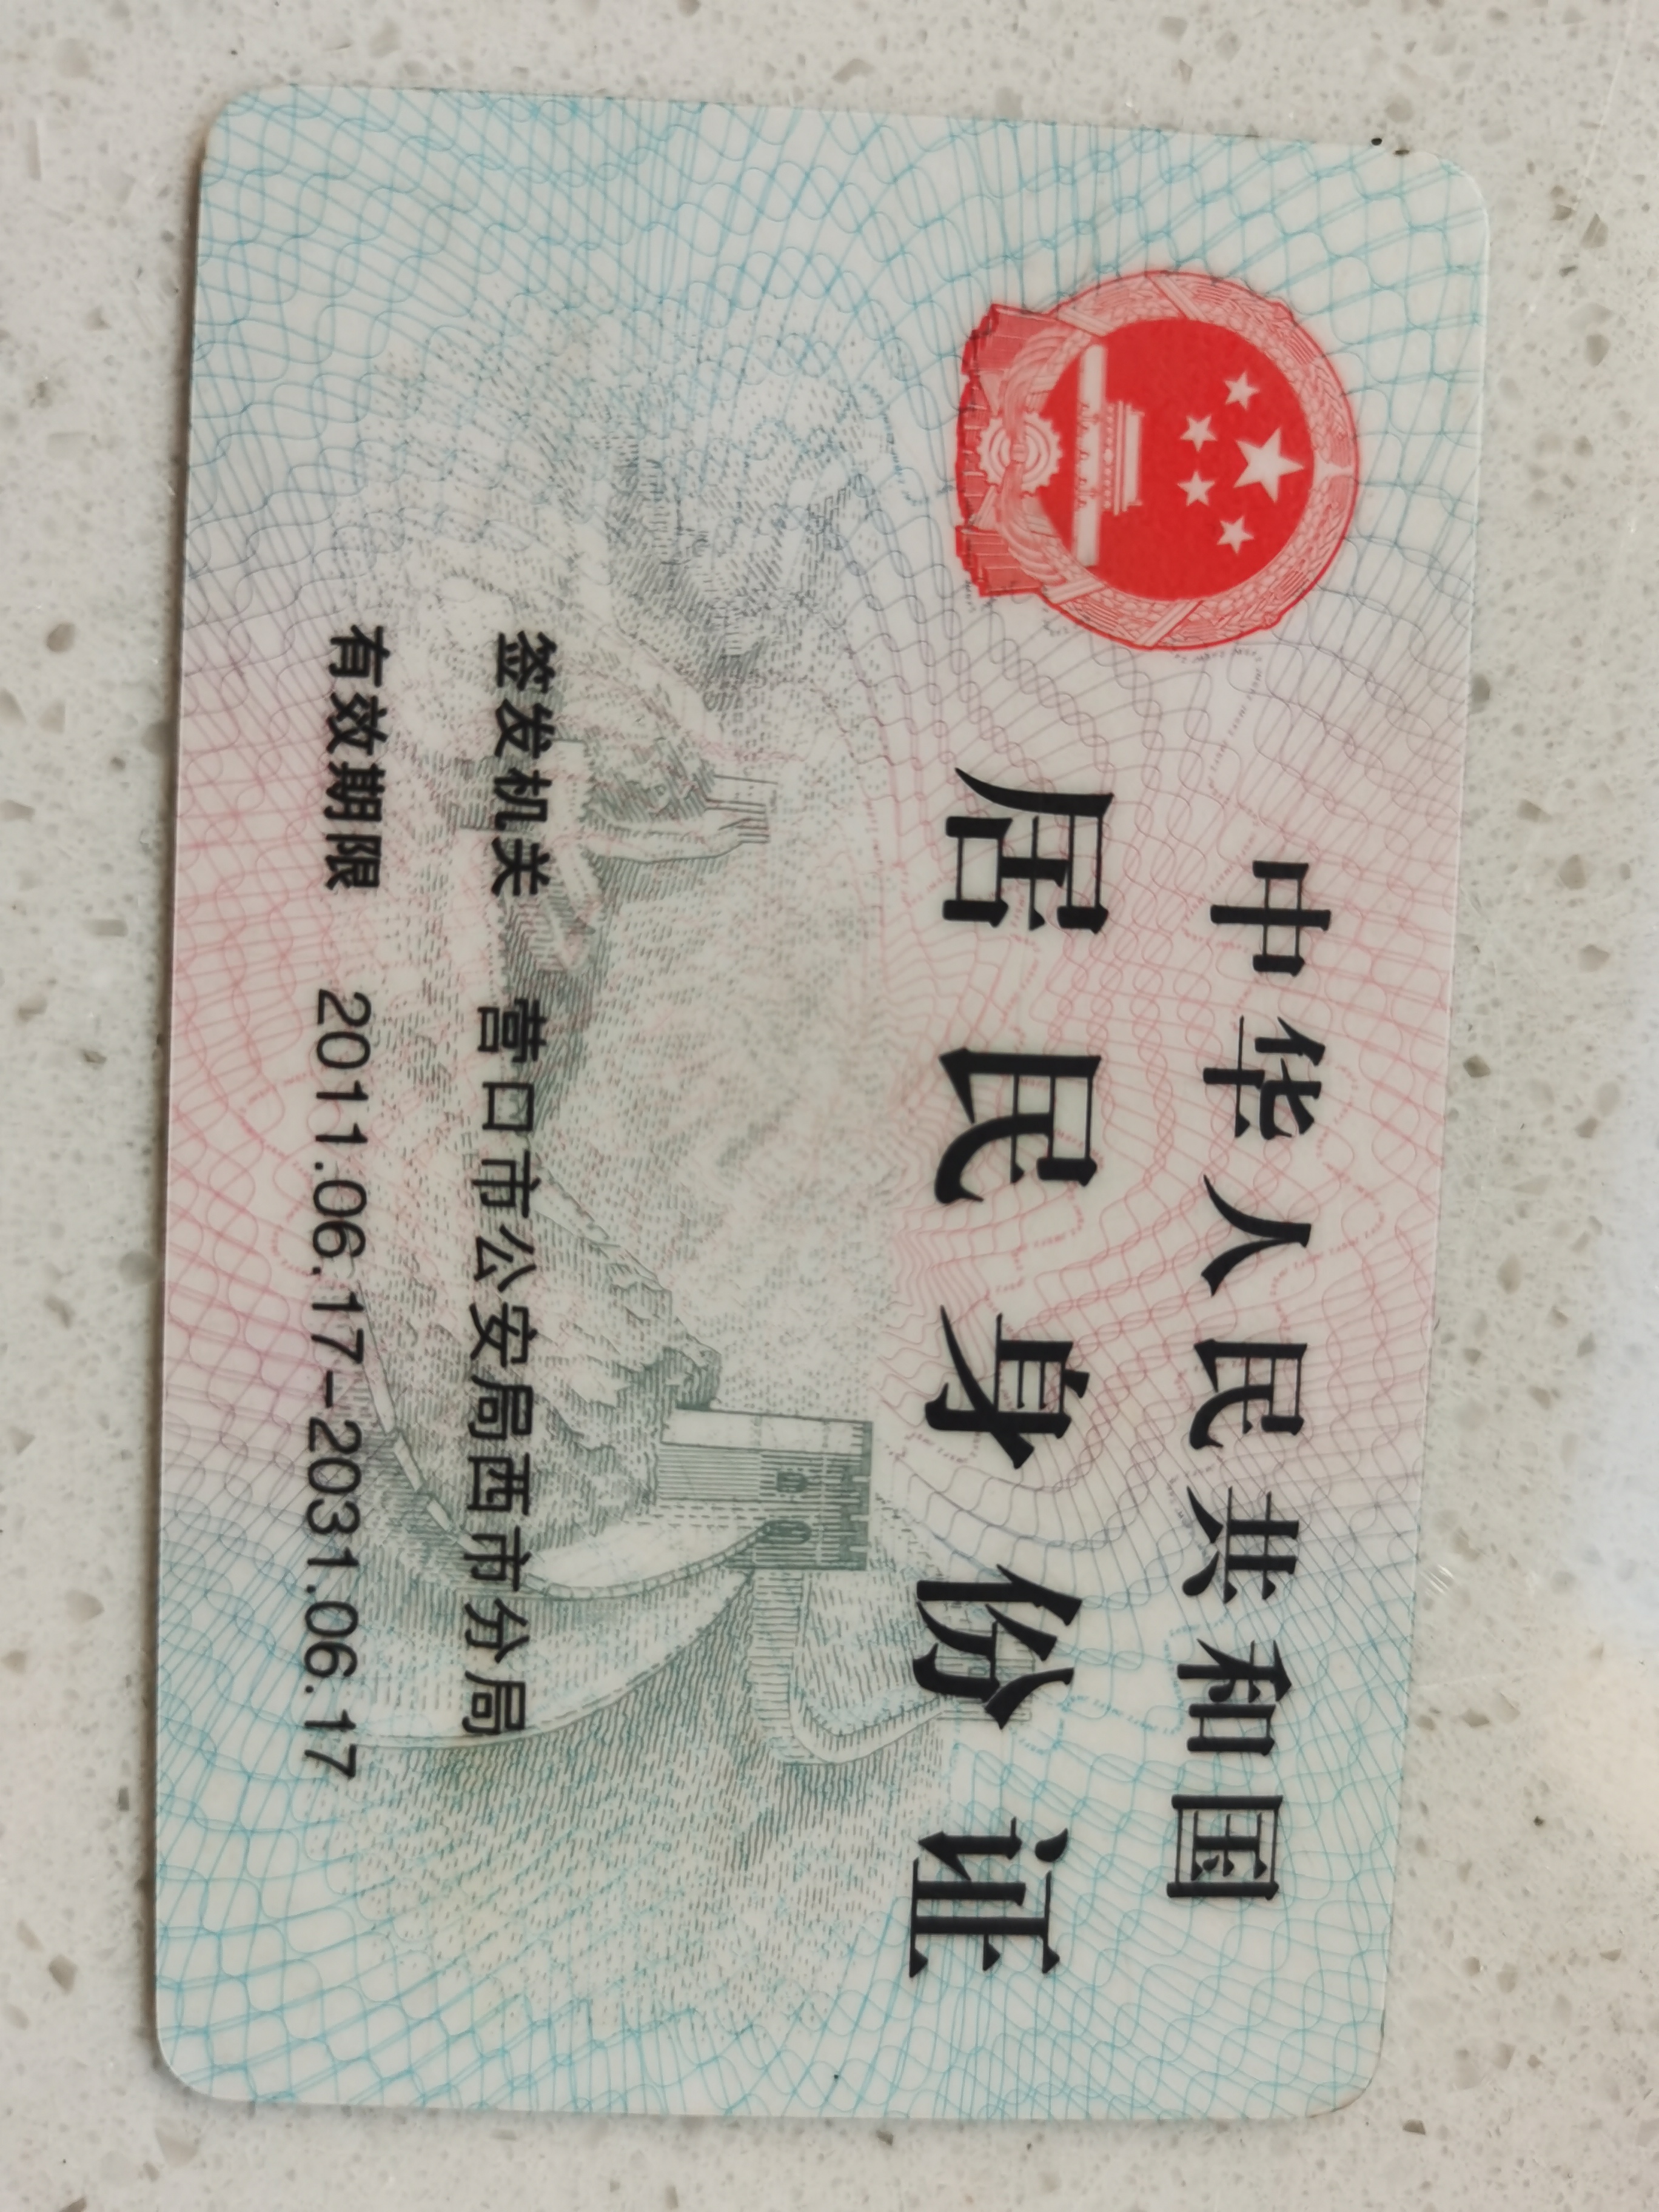 中华人民共和国
居民身份证
签发机关 营口市公安局西市分局
有效期限 2011.06.17-2031.06.17